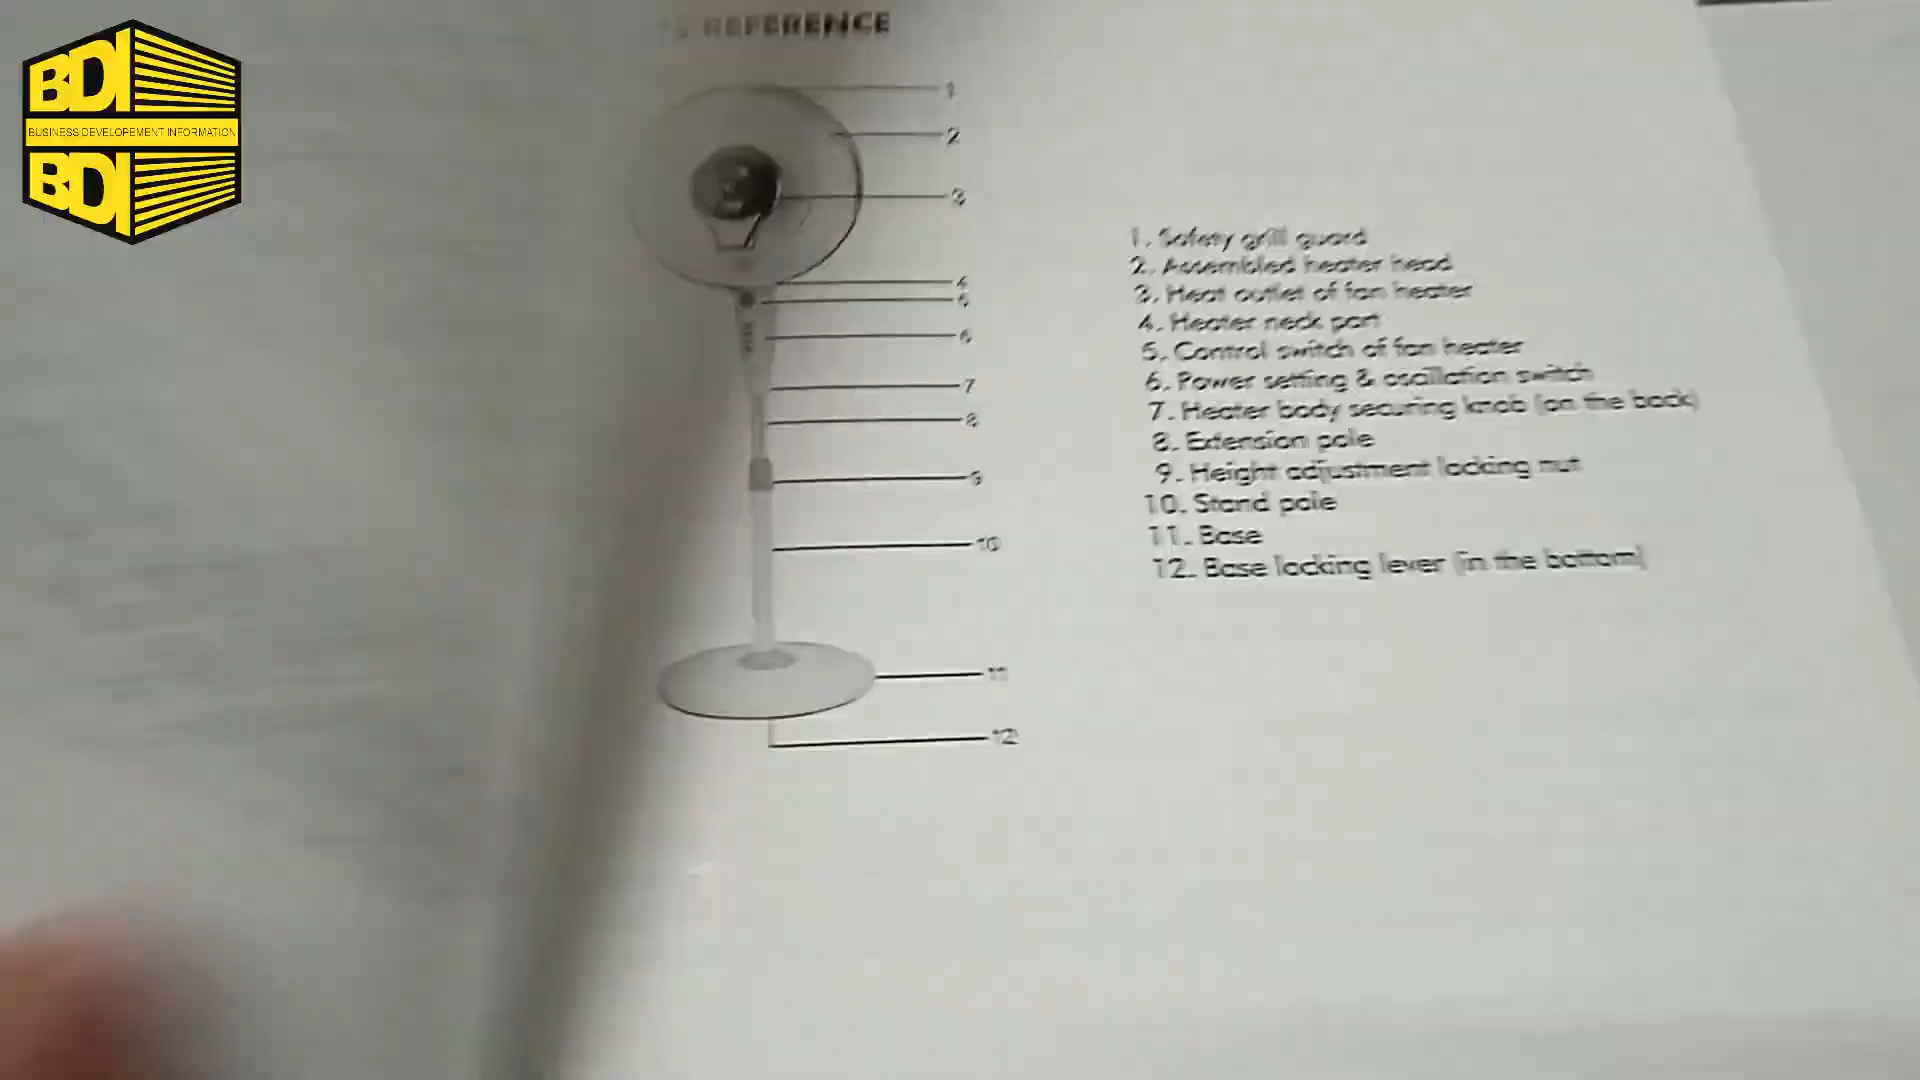 BDI
BUSINESS DEVELOPEMENT INFORMATION
BDI
REFERENCE
1
2
3
4
5
6
7
8
9
10
11
12
1. Safety grill guard
2. Assembled heater head
3. Heat outlet of fan heater
4. Heater neck part
5. Control switch of fan heater
6. Power setting & oscillation switch
7. Heater body securing knob (on the back)
8. Extension pole
9. Height adjustment locking nut
10. Stand pole
11. Base
12. Base locking lever (in the bottom)